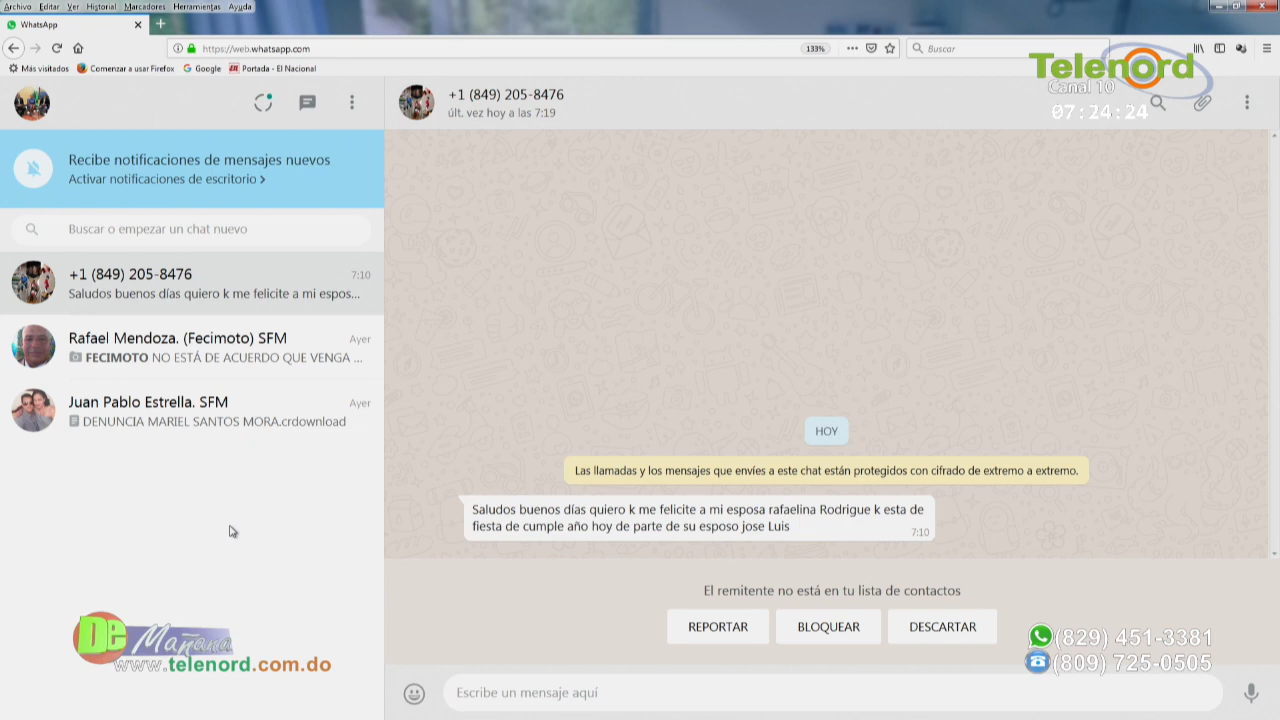 Archivo Editar Ver Historial Marcadores Herramientas Ayuda
WhatsApp
https://web.whatsapp.com
133%
Buscar
Más visitados Comenzar a usar Firefox Google Portada - El Nacional
Telenord
Canal 10
07:24:24
+1 (849) 205-8476
últ. vez hoy a las 7:19
Recibe notificaciones de mensajes nuevos
Activar notificaciones de escritorio >
Buscar o empezar un chat nuevo
+1 (849) 205-8476 7:10
Saludos buenos días quiero k me felicite a mi espos...
Rafael Mendoza. (Fecimoto) SFM Ayer
FECIMOTO NO ESTÁ DE ACUERDO QUE VENGA ...
Juan Pablo Estrella. SFM Ayer
DENUNCIA MARIEL SANTOS MORA.crdownload
HOY
Las llamadas y los mensajes que envíes a este chat están protegidos con cifrado de extremo a extremo.
Saludos buenos días quiero k me felicite a mi esposa rafaelina Rodrigue k esta de
fiesta de cumple año hoy de parte de su esposo jose Luis
7:10
El remitente no está en tu lista de contactos
REPORTAR BLOQUEAR DESCARTAR
Escribe un mensaje aquí
De Mañana
www.telenord.com.do
(829) 451-3381
(809) 725-0505